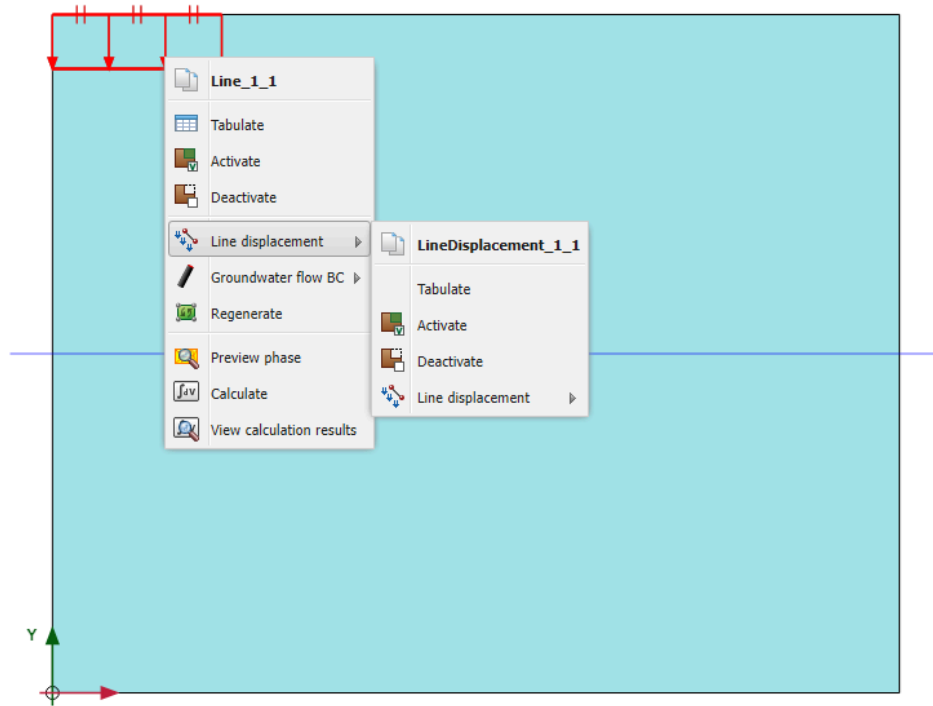 Line_1_1
Tabulate
Activate
Deactivate
Line displacement
Groundwater flow BC
Regenerate
Preview phase
Calculate
View calculation results
LineDisplacement_1_1
Tabulate
Activate
Deactivate
Line displacement
Y